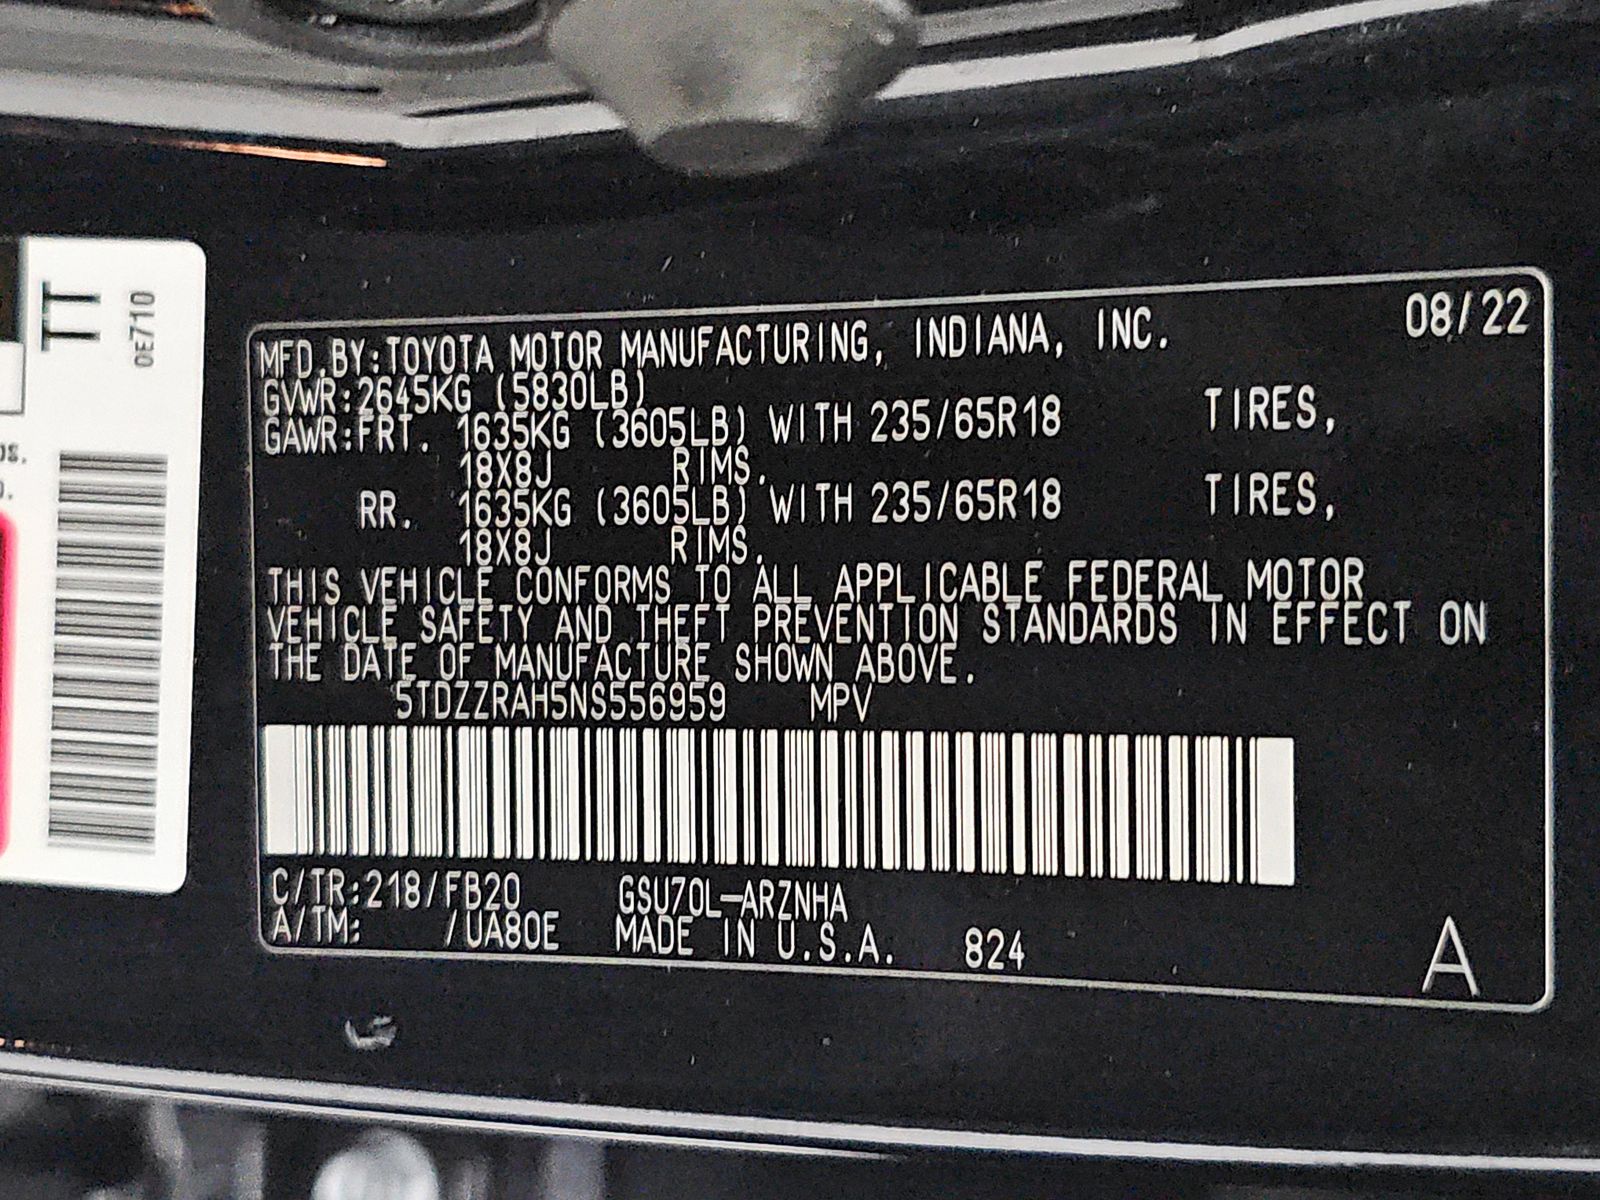 TT
0E710
MFD.BY:TOYOTA MOTOR MANUFACTURING, INDIANA, INC. 08/22
GVWR:2645KG (5830LB)
GAWR:FRT. 1635KG (3605LB) WITH 235/65R18 TIRES,
18X8J RIMS.
RR. 1635KG (3605LB) WITH 235/65R18 TIRES,
18X8J RIMS.
THIS VEHICLE CONFORMS TO ALL APPLICABLE FEDERAL MOTOR
VEHICLE SAFETY AND THEFT PREVENTION STANDARDS IN EFFECT ON
THE DATE OF MANUFACTURE SHOWN ABOVE.
5TDZZRAH5NS556959 MPV
C/TR:218/FB20 GSU70L-ARZNHA
A/TM: /UA80E MADE IN U.S.A. 824 A